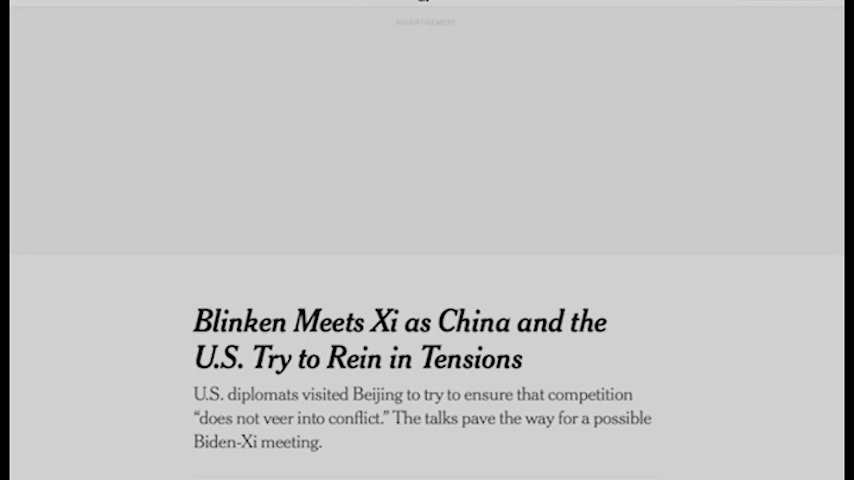 ADVERTISEMENT
Blinken Meets Xi as China and the
U.S. Try to Rein in Tensions
U.S. diplomats visited Beijing to try to ensure that competition
“does not veer into conflict.” The talks pave the way for a possible
Biden-Xi meeting.